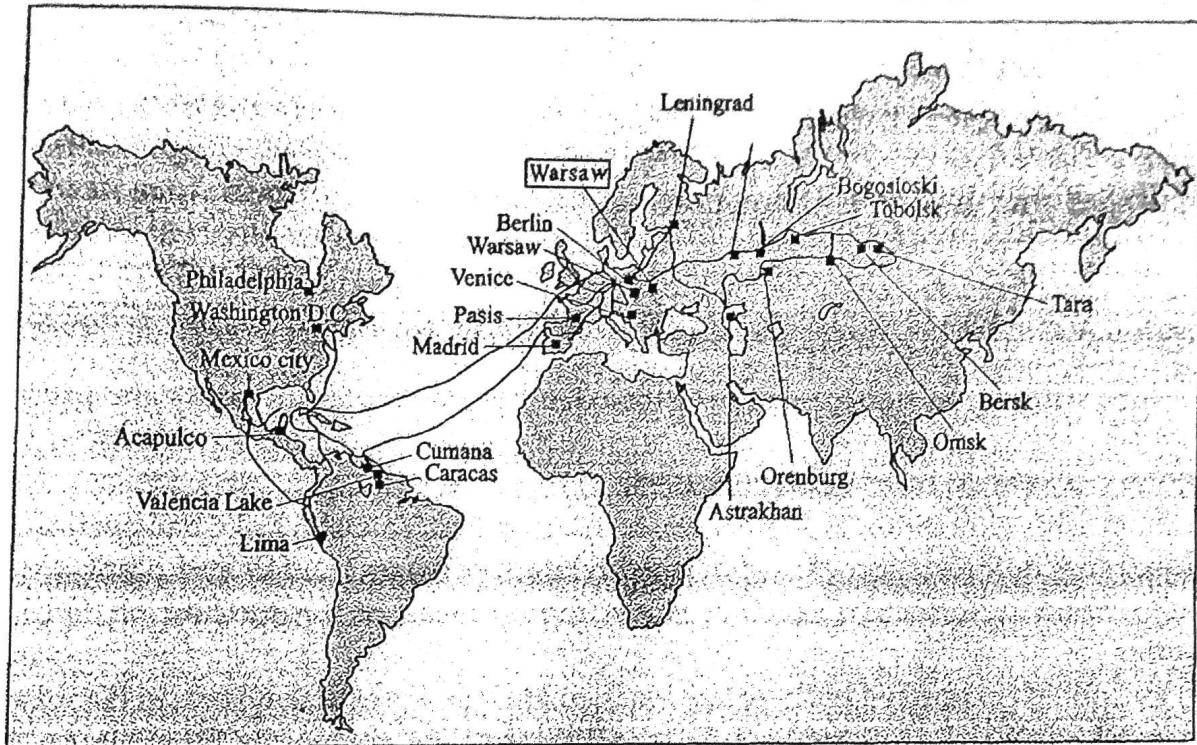 Leningrad
Warsaw
Bogosloski
Tobolsk
Berlin
Warsaw
Venice
Pasis
Madrid
Philadelphia
Washington D.C.
Mexico city
Acapulco
Tara
Bersk
Omsk
Orenburg
Astrakhan
Cumana
Caracas
Valencia Lake
Lima